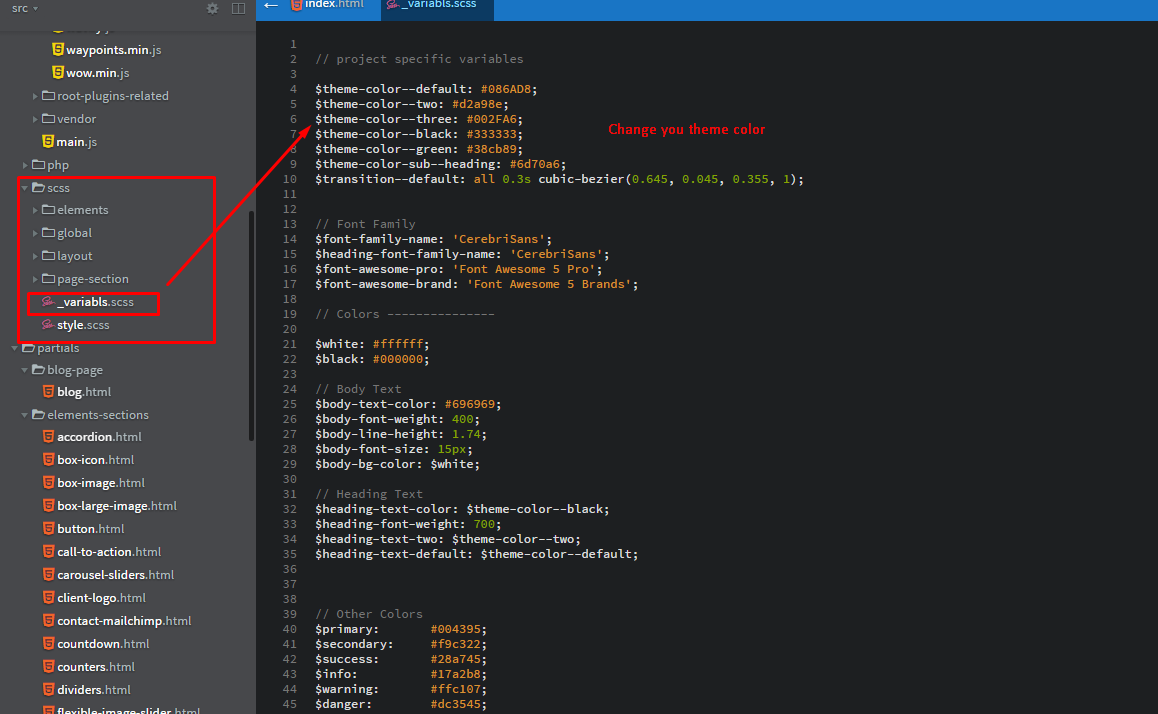 src
index.html
_variabls.scss
waypoints.min.js
wow.min.js
root-plugins-related
vendor
main.js
php
scss
elements
global
layout
page-section
_variabls.scss
style.scss
partials
blog-page
blog.html
elements-sections
accordion.html
box-icon.html
box-image.html
box-large-image.html
button.html
call-to-action.html
carousel-sliders.html
client-logo.html
contact-mailchimp.html
countdown.html
counters.html
dividers.html
flexible-image-slider.html
1
2 // project specific variables
3
4 $theme-color--default: #086AD8;
5 $theme-color--two: #d2a98e;
6 $theme-color--three: #002FA6;
7 $theme-color--black: #333333;
8 $theme-color--green: #38cb89;
9 $theme-color-sub--heading: #6d70a6;
10 $transition--default: all 0.3s cubic-bezier(0.645, 0.045, 0.355, 1);
11
12
13 // Font Family
14 $font-family-name: 'CerebriSans';
15 $heading-font-family-name: 'CerebriSans';
16 $font-awesome-pro: 'Font Awesome 5 Pro';
17 $font-awesome-brand: 'Font Awesome 5 Brands';
18
19 // Colors ---------------
20
21 $white: #ffffff;
22 $black: #000000;
23
24 // Body Text
25 $body-text-color: #696969;
26 $body-font-weight: 400;
27 $body-line-height: 1.74;
28 $body-font-size: 15px;
29 $body-bg-color: $white;
30
31 // Heading Text
32 $heading-text-color: $theme-color--black;
33 $heading-font-weight: 700;
34 $heading-text-two: $theme-color--two;
35 $heading-text-default: $theme-color--default;
36
37
38
39 // Other Colors
40 $primary: #004395;
41 $secondary: #f9c322;
42 $success: #28a745;
43 $info: #17a2b8;
44 $warning: #ffc107;
45 $danger: #dc3545;
Change you theme color